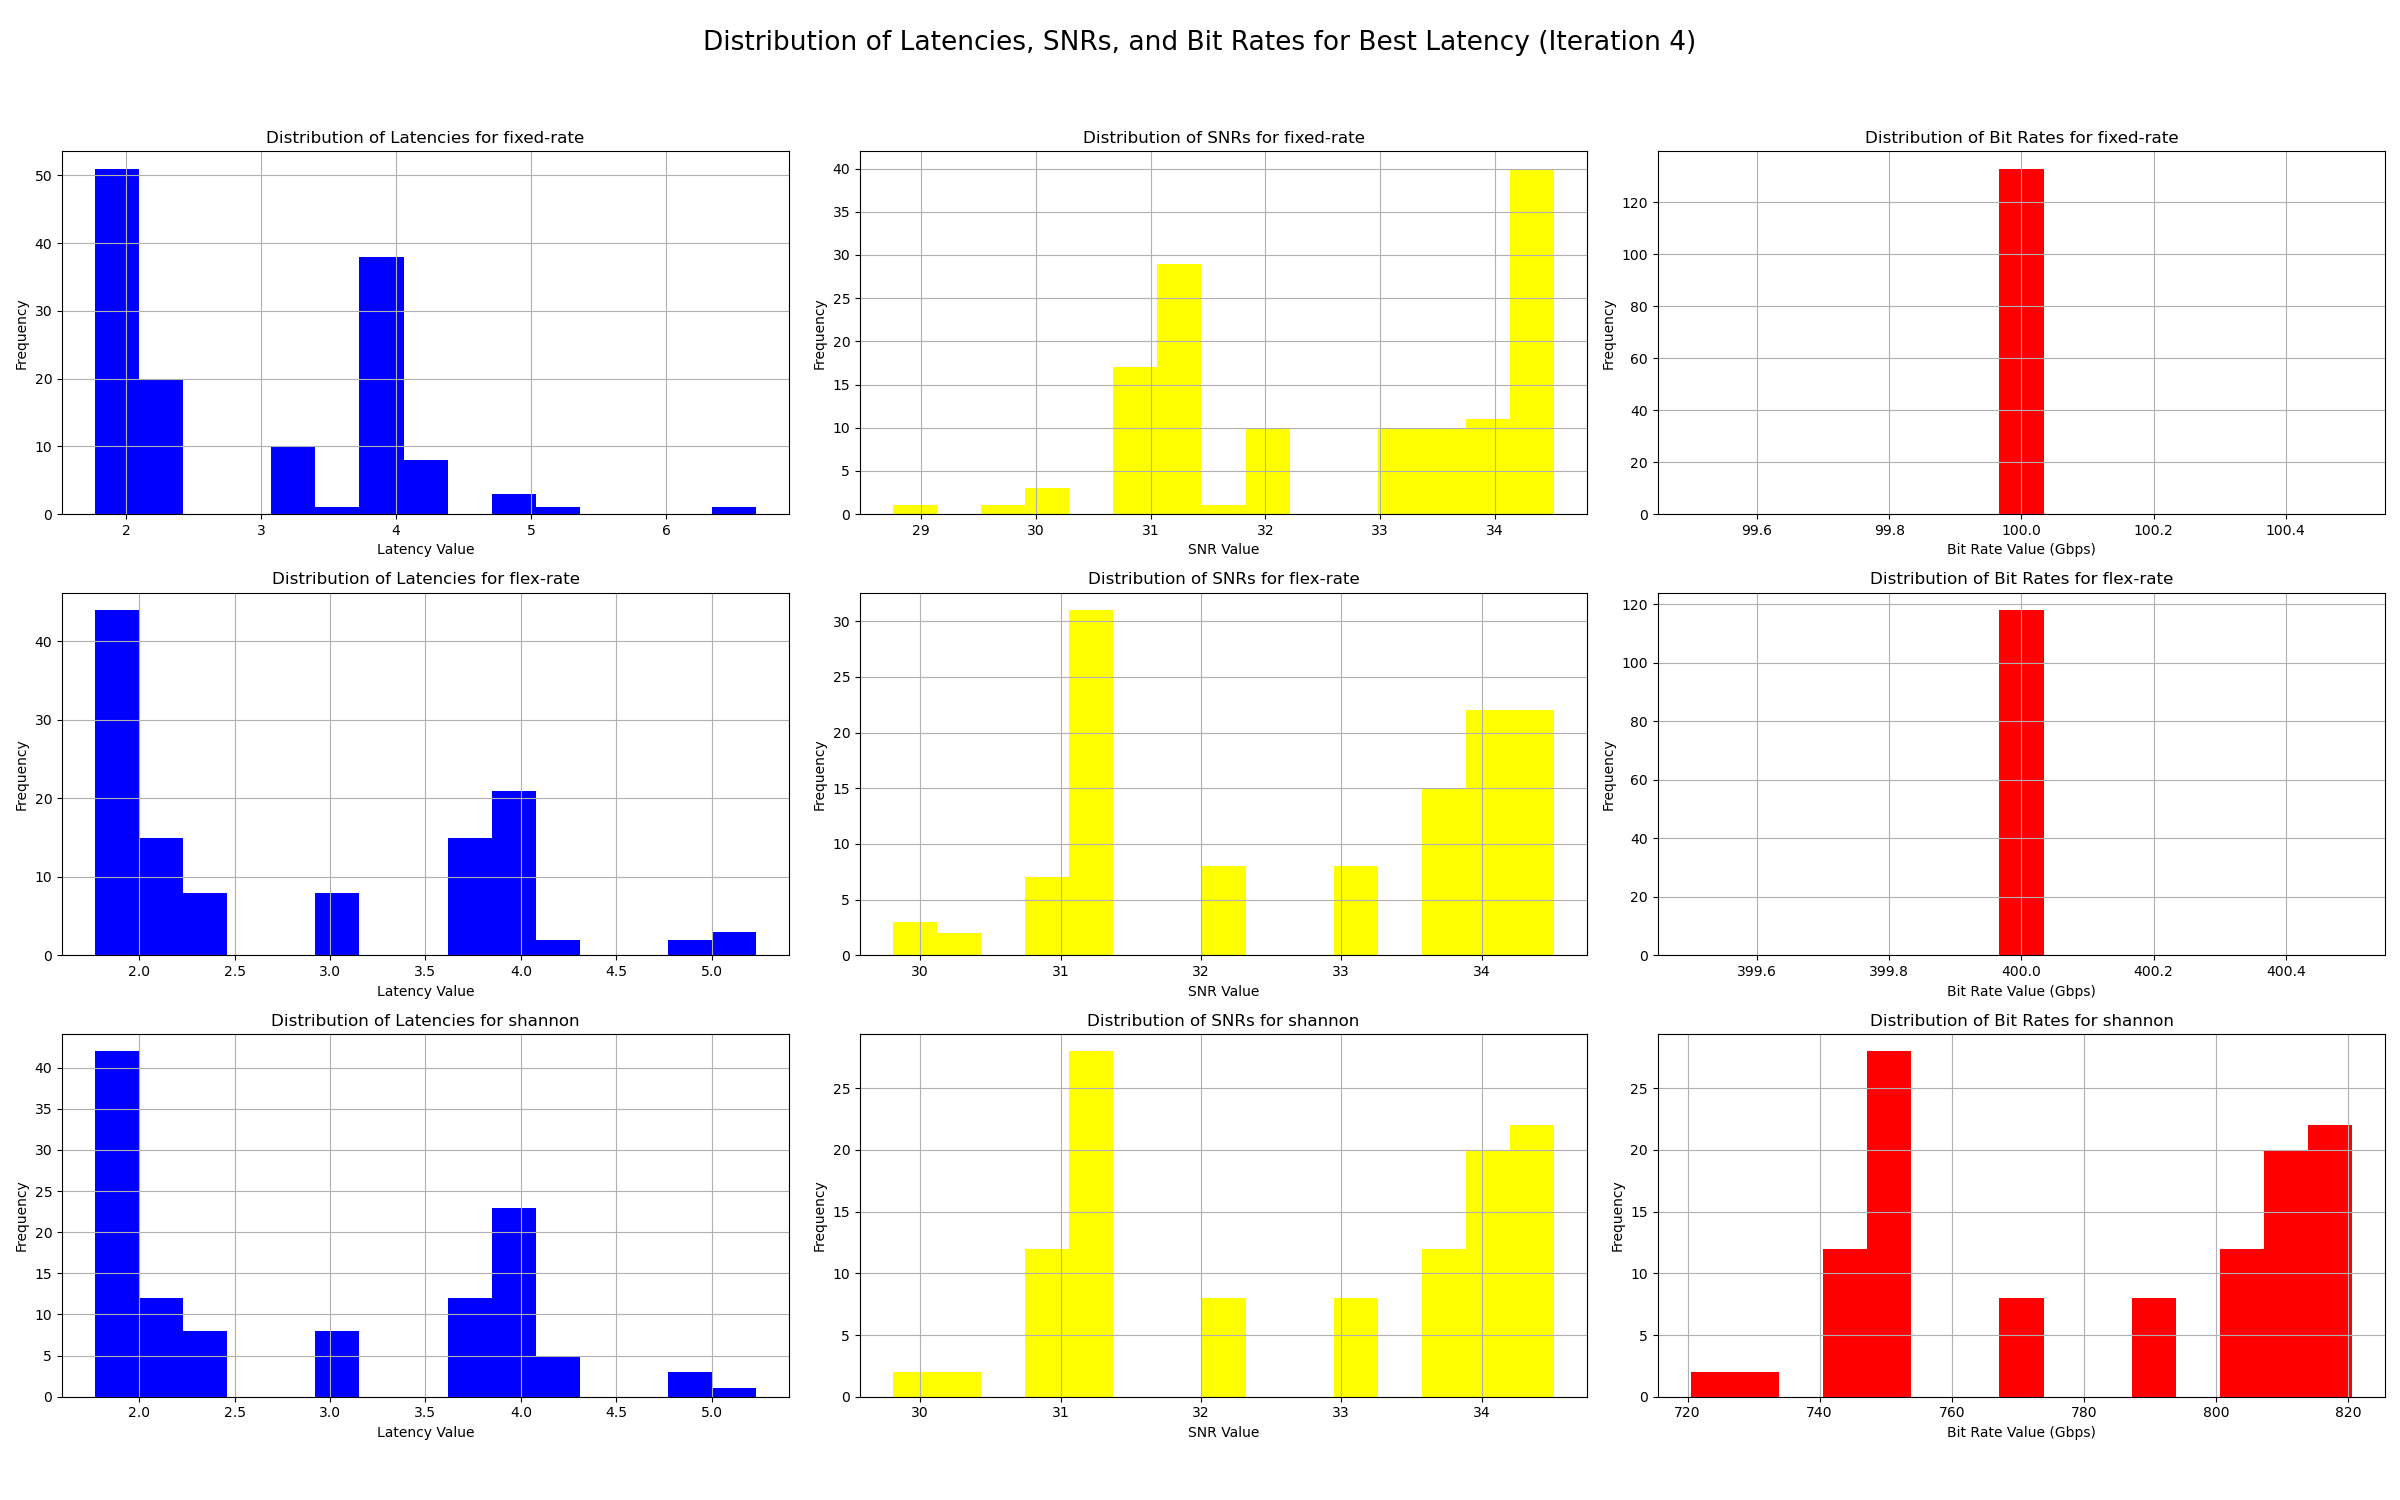 Distribution of Latencies, SNRs, and Bit Rates for Best Latency (Iteration 4)
Distribution of Latencies for fixed-rate
Frequency
50
40
30
20
10
0
2 3 4 5 6
Latency Value
Distribution of SNRs for fixed-rate
Frequency
40
35
30
25
20
15
10
5
0
29 30 31 32 33 34
SNR Value
Distribution of Bit Rates for fixed-rate
Frequency
120
100
80
60
40
20
0
99.6 99.8 100.0 100.2 100.4
Bit Rate Value (Gbps)
Distribution of Latencies for flex-rate
Frequency
40
30
20
10
0
2.0 2.5 3.0 3.5 4.0 4.5 5.0
Latency Value
Distribution of SNRs for flex-rate
Frequency
30
25
20
15
10
5
0
30 31 32 33 34
SNR Value
Distribution of Bit Rates for flex-rate
Frequency
120
100
80
60
40
20
0
399.6 399.8 400.0 400.2 400.4
Bit Rate Value (Gbps)
Distribution of Latencies for shannon
Frequency
40
35
30
25
20
15
10
5
0
2.0 2.5 3.0 3.5 4.0 4.5 5.0
Latency Value
Distribution of SNRs for shannon
Frequency
25
20
15
10
5
0
30 31 32 33 34
SNR Value
Distribution of Bit Rates for shannon
Frequency
25
20
15
10
5
0
720 740 760 780 800 820
Bit Rate Value (Gbps)